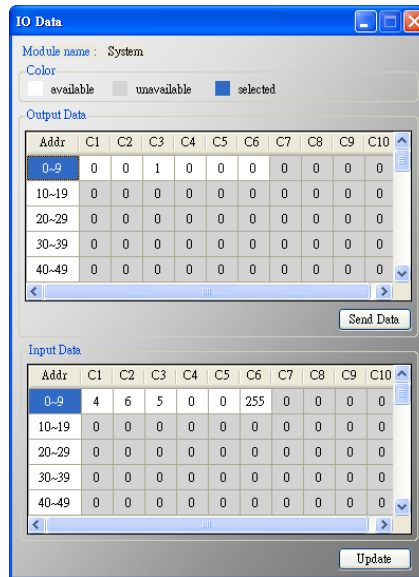 IO Data
Module name : System
Color
available unavailable selected
Output Data
Addr C1 C2 C3 C4 C5 C6 C7 C8 C9 C10
0~9 0 0 1 0 0 0 0 0 0 0
10~19 0 0 0 0 0 0 0 0 0 0
20~29 0 0 0 0 0 0 0 0 0 0
30~39 0 0 0 0 0 0 0 0 0 0
40~49 0 0 0 0 0 0 0 0 0 0
Send Data
Input Data
Addr C1 C2 C3 C4 C5 C6 C7 C8 C9 C10
0~9 4 6 5 0 0 255 0 0 0 0
10~19 0 0 0 0 0 0 0 0 0 0
20~29 0 0 0 0 0 0 0 0 0 0
30~39 0 0 0 0 0 0 0 0 0 0
40~49 0 0 0 0 0 0 0 0 0 0
Update